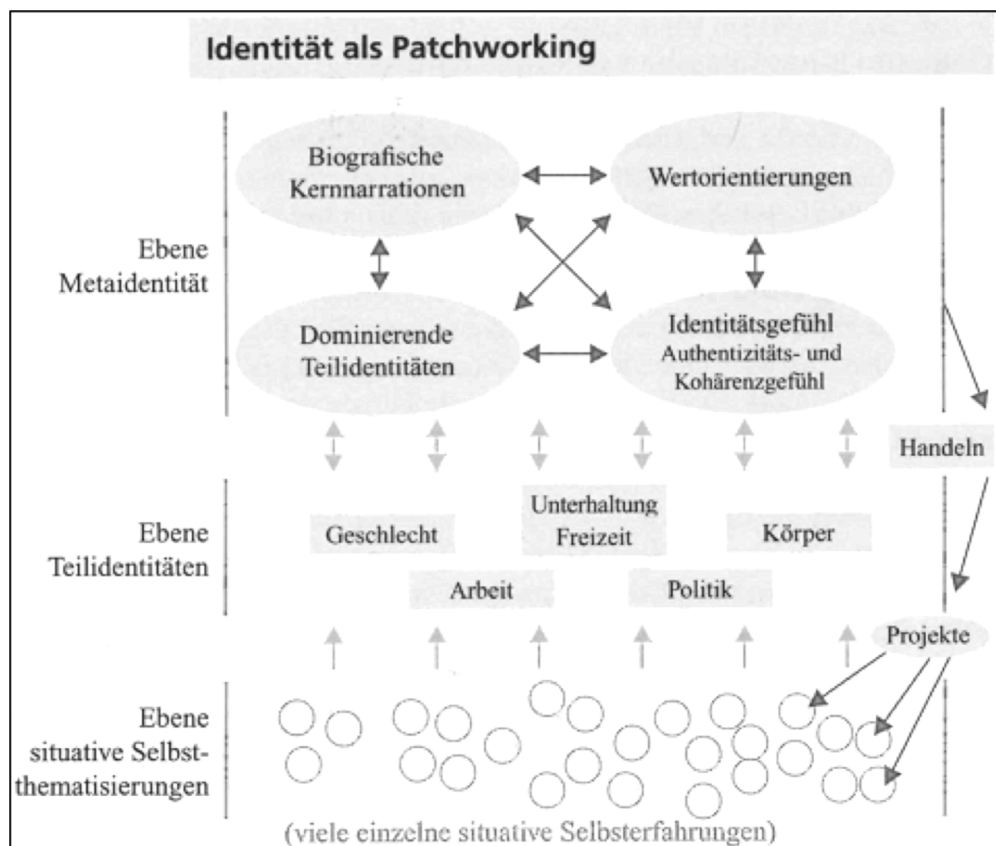 Identität als Patchworking
Biografische
Kernnarrationen
Wertorientierungen
Ebene
Metaidentität
Dominierende
Teilidentitäten
Identitätsgefühl
Authentizitäts- und
Kohärenzgefühl
Handeln
Ebene
Teilidentitäten
Geschlecht
Unterhaltung
Freizeit
Körper
Arbeit
Politik
Projekte
Ebene
situative Selbst-
thematisierungen
(viele einzelne situative Selbsterfahrungen)